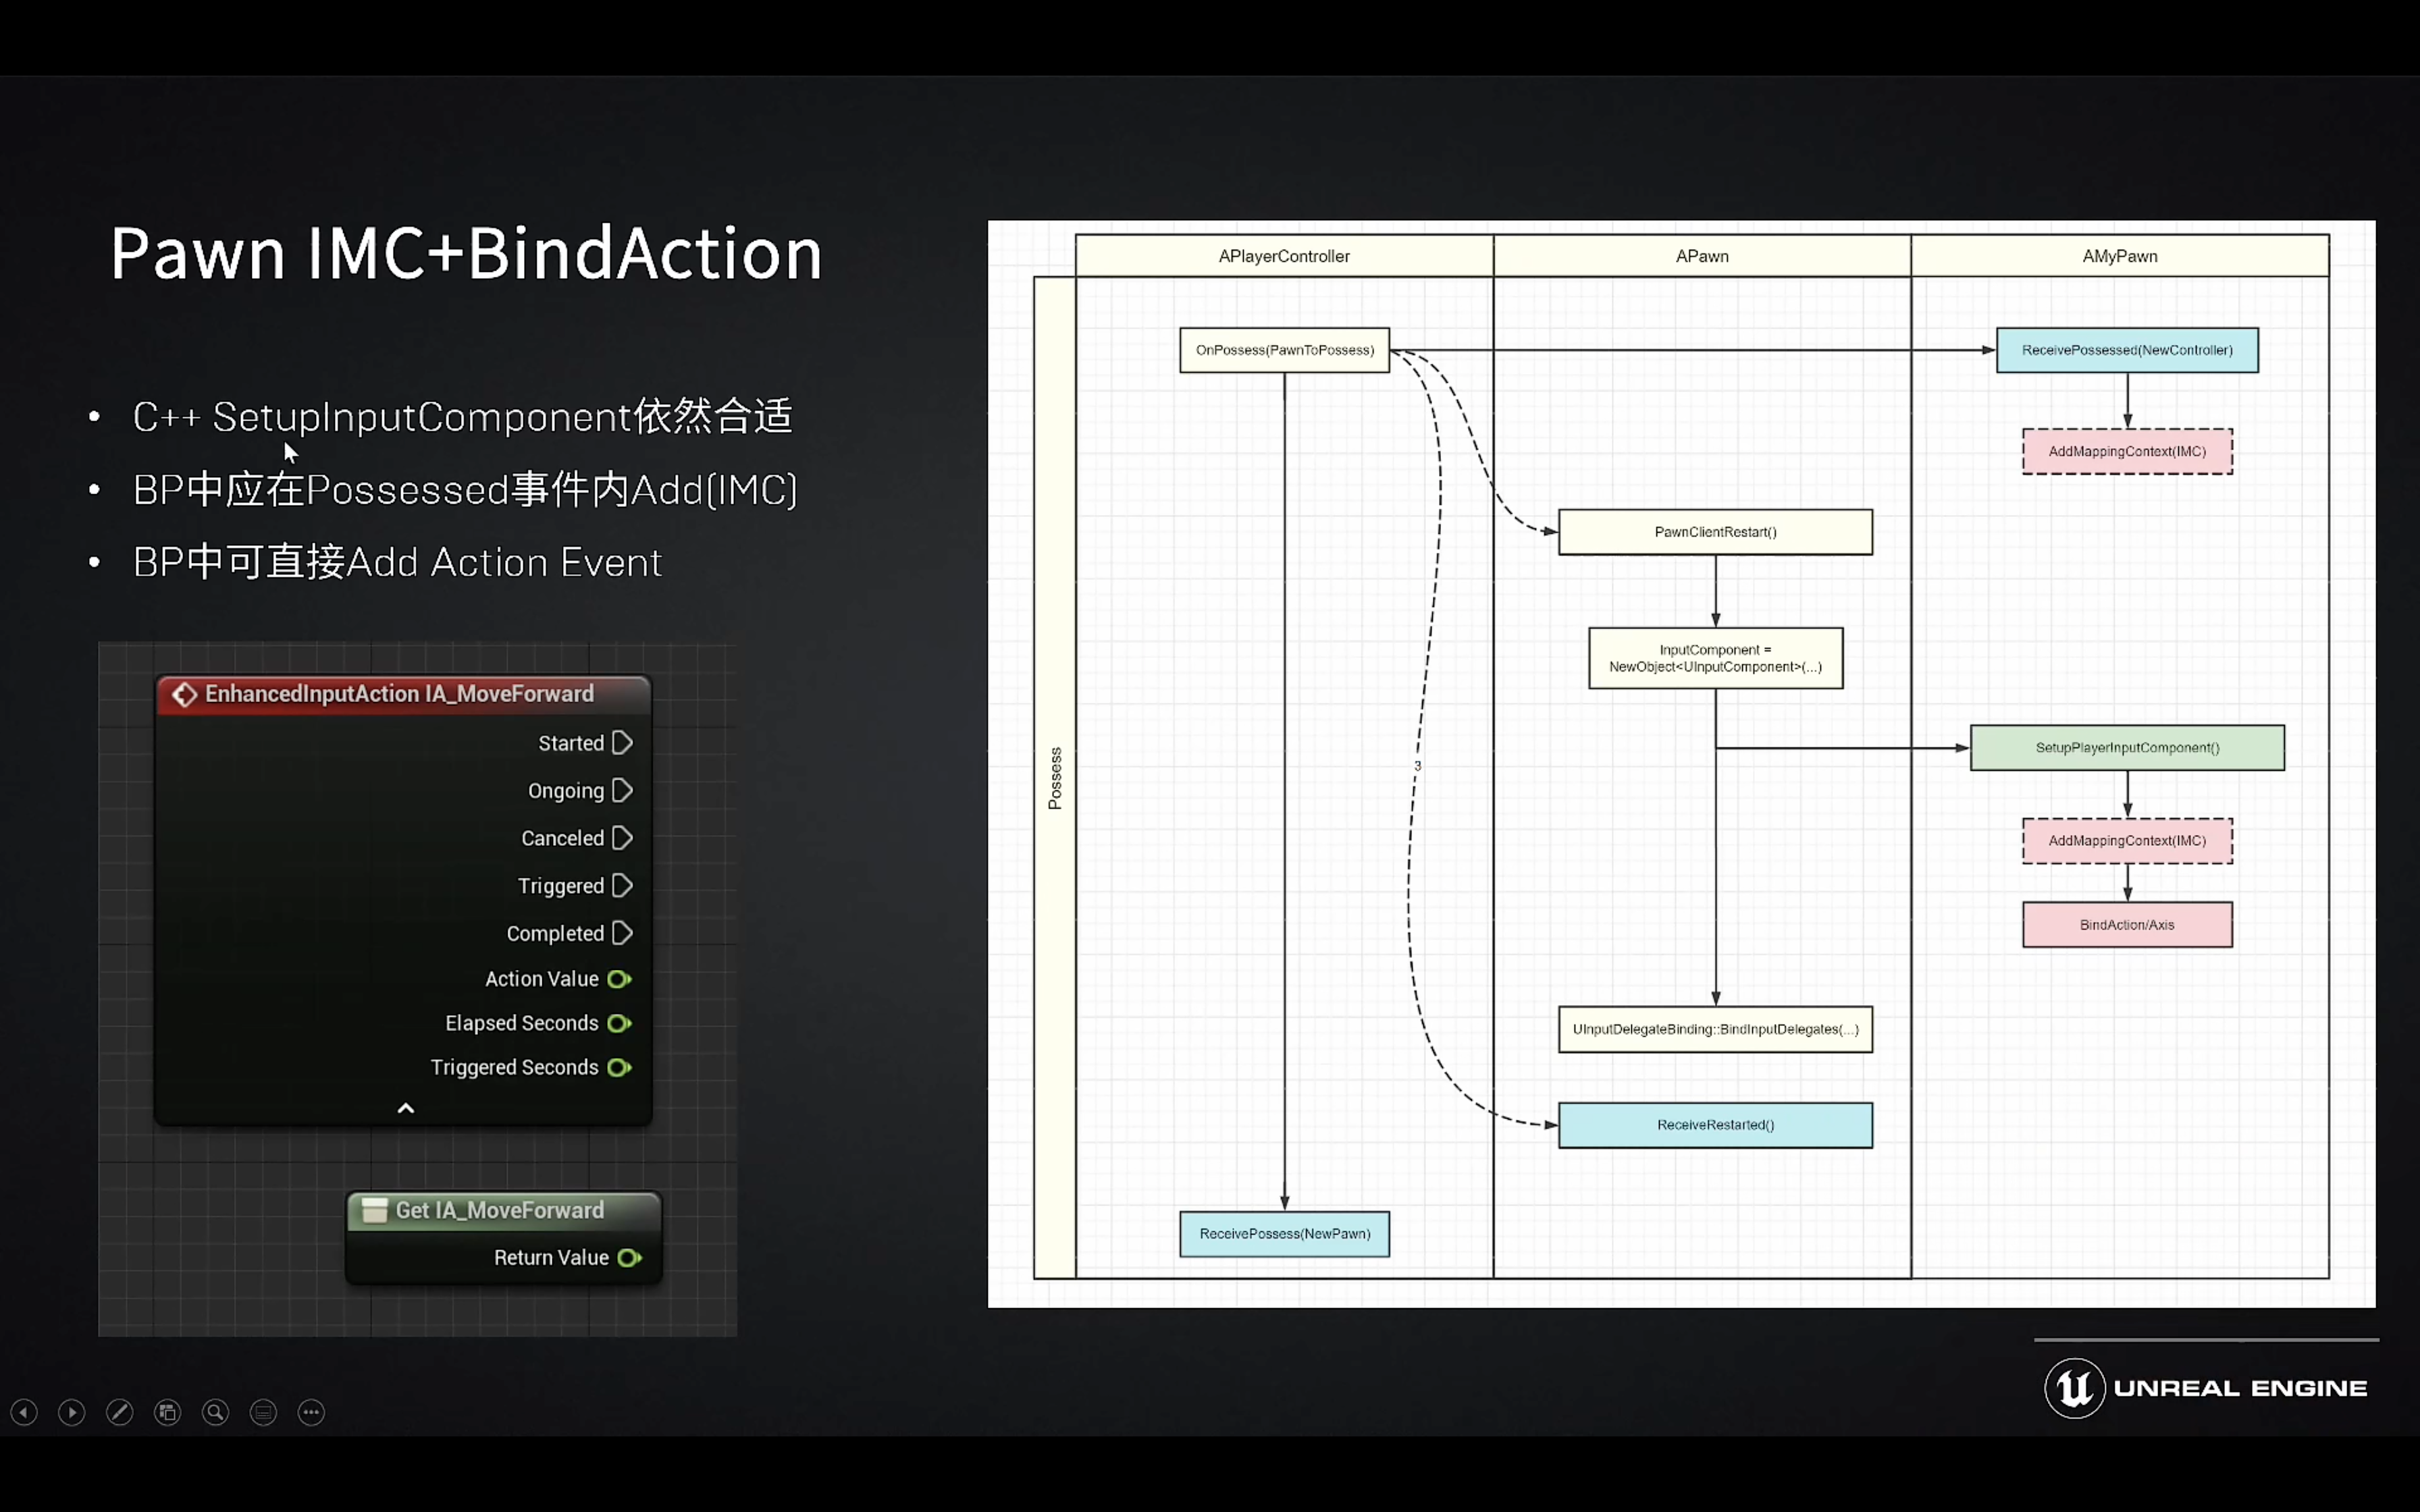 Pawn IMC+BindAction
• C++ SetupInputComponent依然合适
• BP中应在Possessed事件内Add(IMC)
• BP中可直接Add Action Event
EnhancedInputAction IA_MoveForward
Started
Ongoing
Canceled
Triggered
Completed
Action Value
Elapsed Seconds
Triggered Seconds
Get IA_MoveForward
Return Value
APlayerController
APawn
AMyPawn
Possess
OnPossess(PawnToPossess)
ReceivePossessed(NewController)
AddMappingContext(IMC)
PawnClientRestart()
InputComponent =
NewObject<UInputComponent>(...)
SetupPlayerInputComponent()
3
AddMappingContext(IMC)
BindAction/Axis
UInputDelegateBinding::BindInputDelegates(...)
ReceiveRestarted()
ReceivePossess(NewPawn)
UNREAL ENGINE